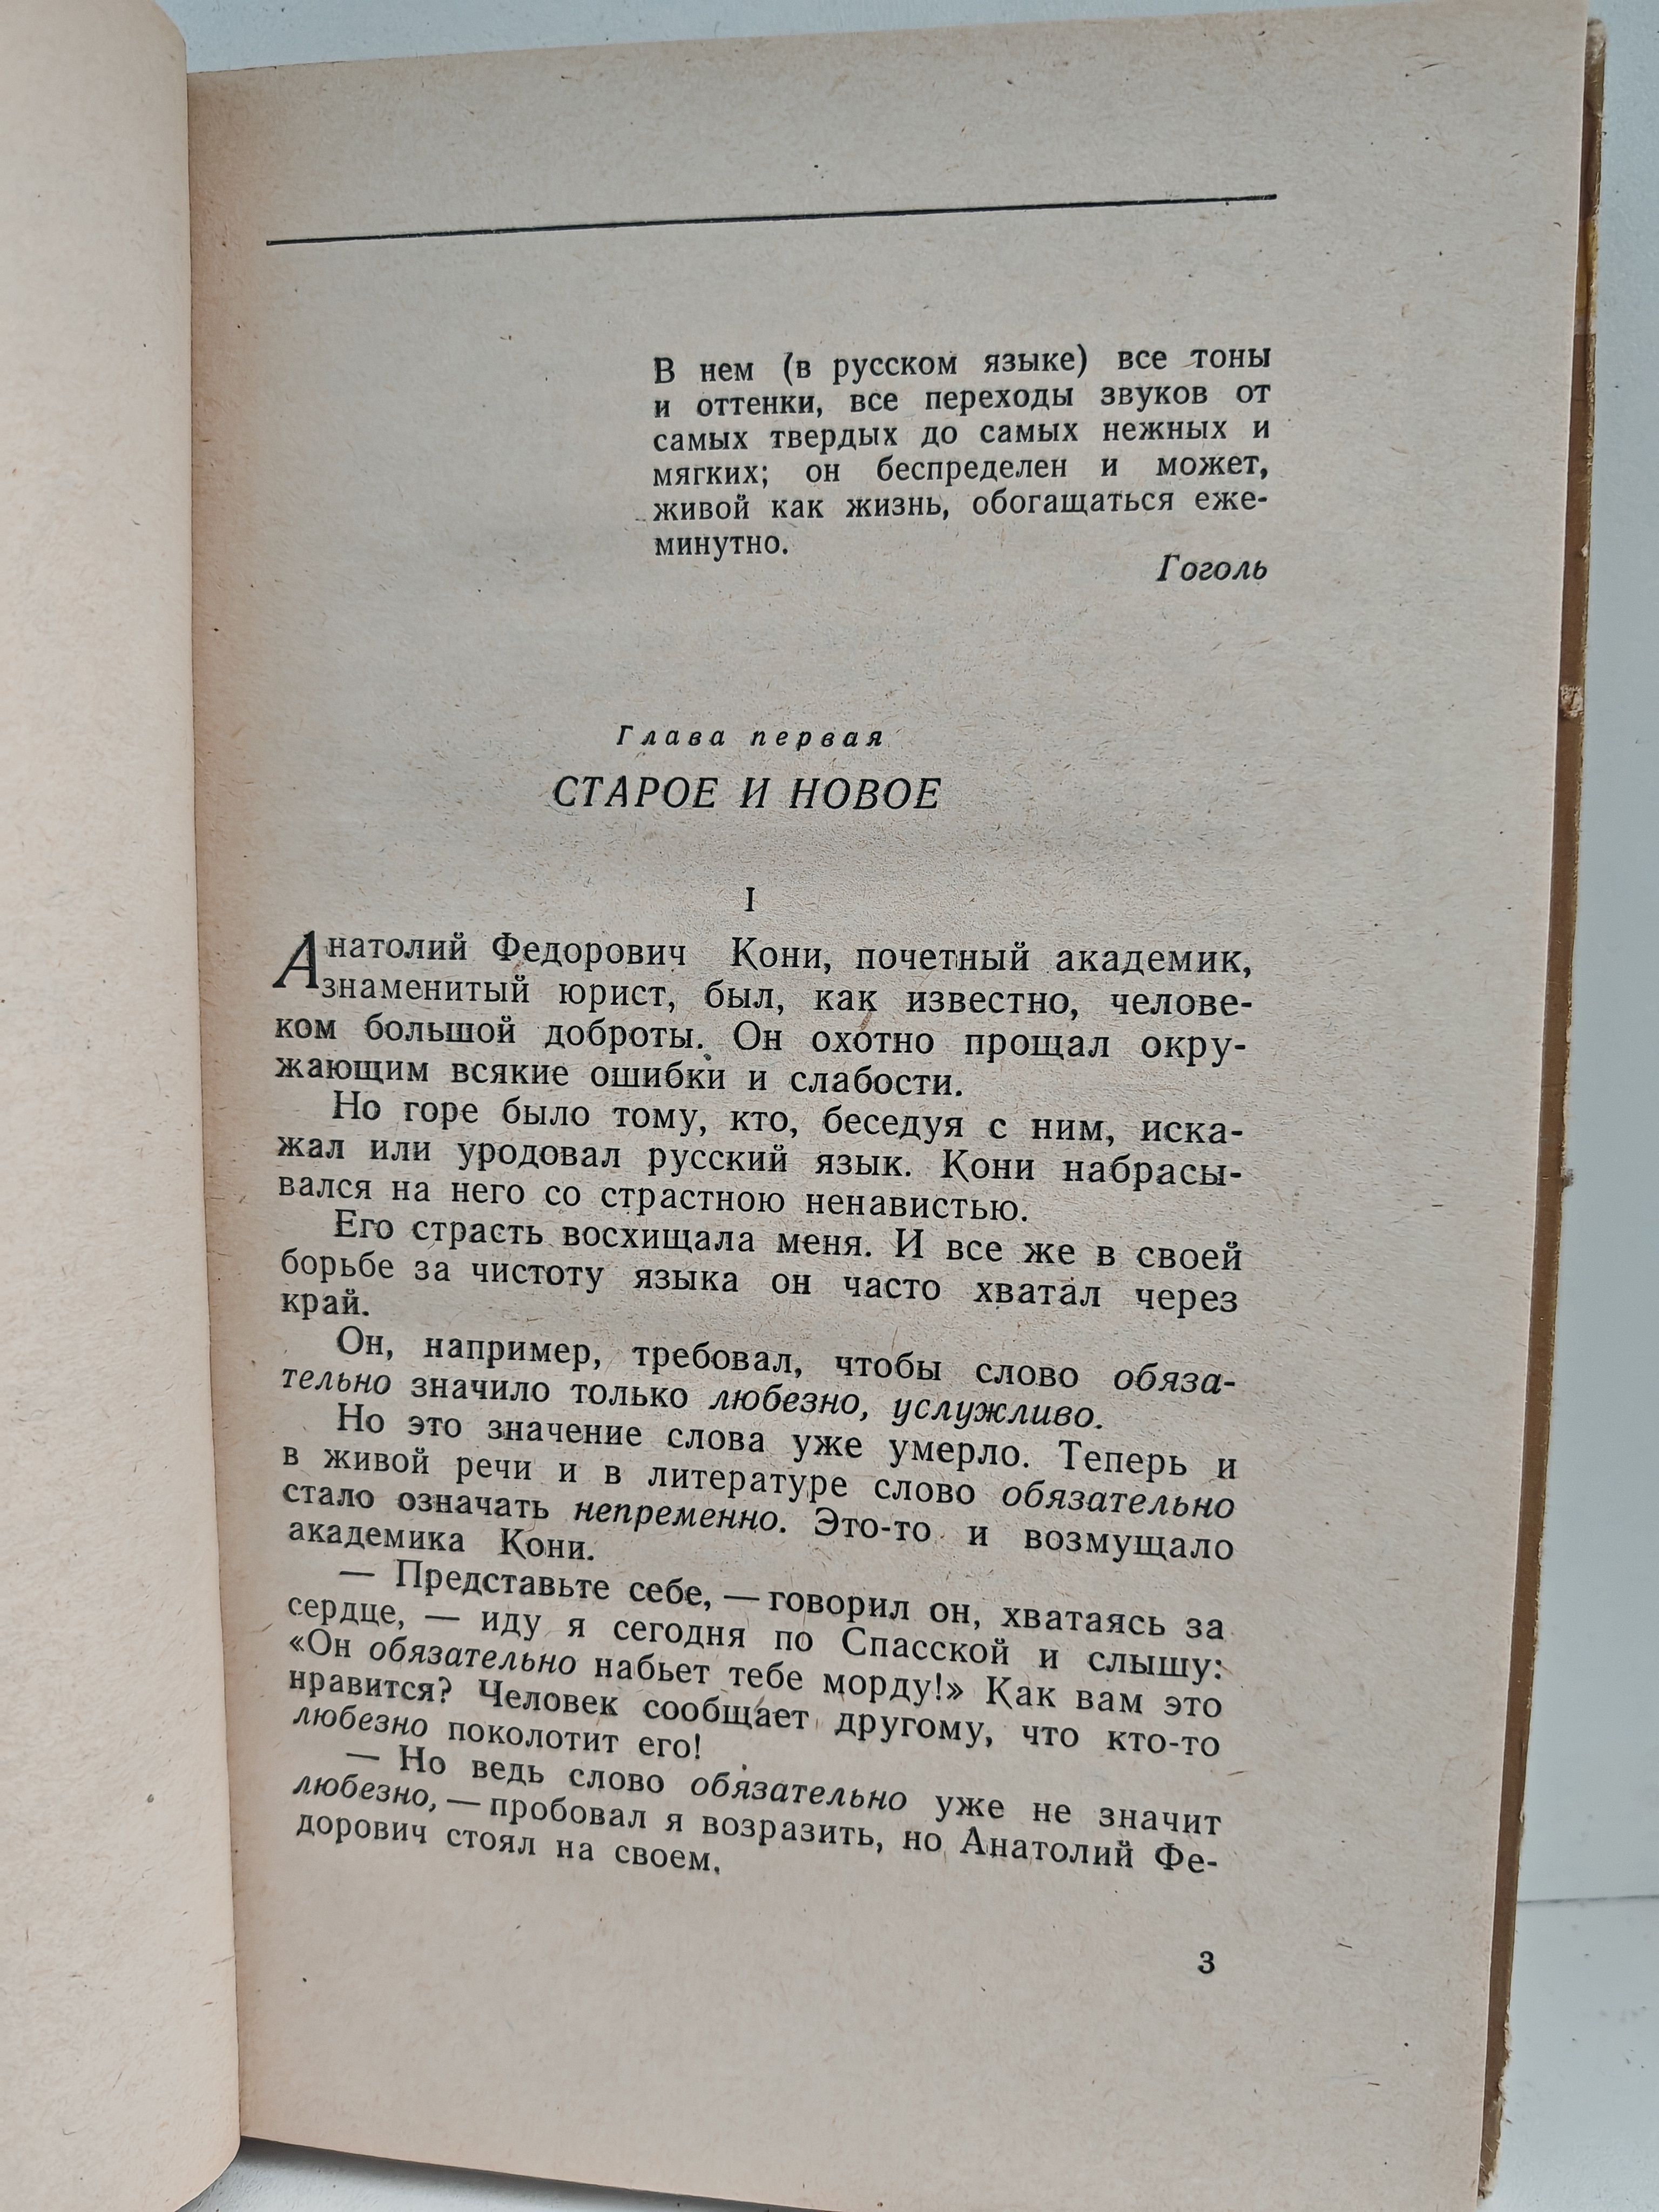 В нем (в русском языке) все тоны
и оттенки, все переходы звуков от
самых твердых до самых нежных и
мягких; он беспределен и может,
живой как жизнь, обогащаться еже-
минутно.
Гоголь
Глава первая
СТАРОЕ И НОВОЕ
I
Анатолий Федорович Кони, почетный академик,
знаменитый юрист, был, как известно, челове-
ком большой доброты. Он охотно прощал окру-
жающим всякие ошибки и слабости.
Но горе было тому, кто, беседуя с ним, иска-
жал или уродовал русский язык. Кони набрасы-
вался на него со страстною ненавистью.
Его страсть восхищала меня. И все же в своей
борьбе за чистоту языка он часто хватал через
край.
Он, например, требовал, чтобы слово обяза-
тельно значило только любезно, услужливо.
Но это значение слова уже умерло. Теперь и
в живой речи и в литературе слово обязательно
стало означать непременно. Это-то и возмущало
академика Кони.
— Представьте себе, — говорил он, хватаясь за
сердце, — иду я сегодня по Спасской и слышу:
«Он обязательно набьет тебе морду!» Как вам это
нравится? Человек сообщает другому, что кто-то
любезно поколотит его!
— Но ведь слово обязательно уже не значит
любезно, — пробовал я возразить, но Анатолий Фе-
дорович стоял на своем.
3